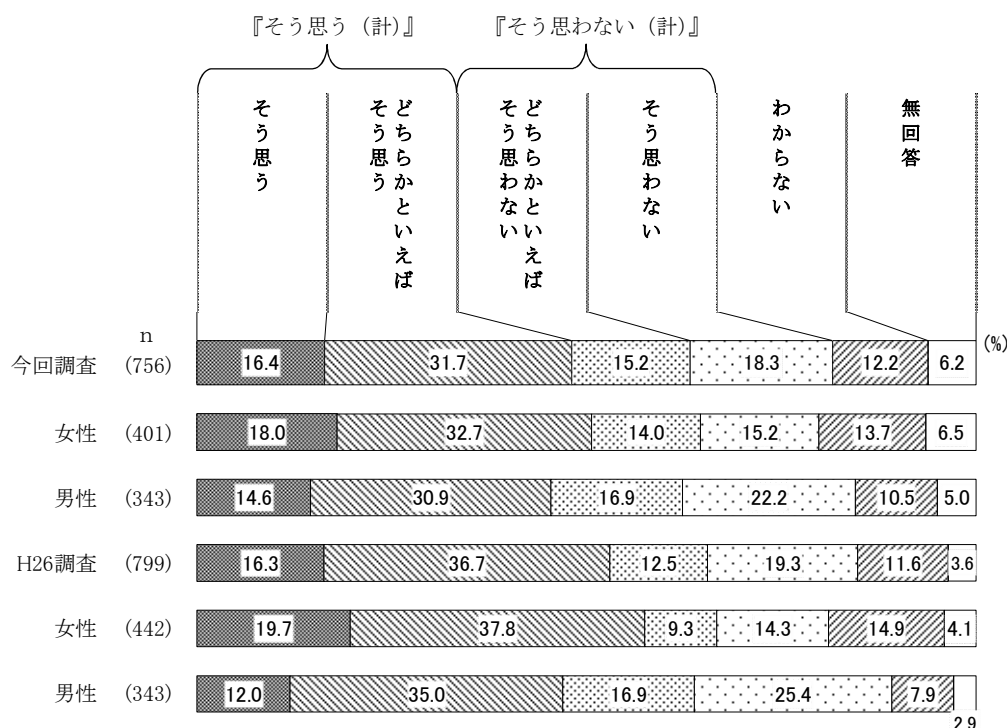 『そう思う（計）』
『そう思わない（計）』
そう思う
どちらかといえば
そう思う
どちらかといえば
そう思わない
そう思わない
わからない
無回答
n
(%)
今回調査 (756) 16.4 31.7 15.2 18.3 12.2 6.2
女性 (401) 18.0 32.7 14.0 15.2 13.7 6.5
男性 (343) 14.6 30.9 16.9 22.2 10.5 5.0
H26調査 (799) 16.3 36.7 12.5 19.3 11.6 3.6
女性 (442) 19.7 37.8 9.3 14.3 14.9 4.1
男性 (343) 12.0 35.0 16.9 25.4 7.9 2.9